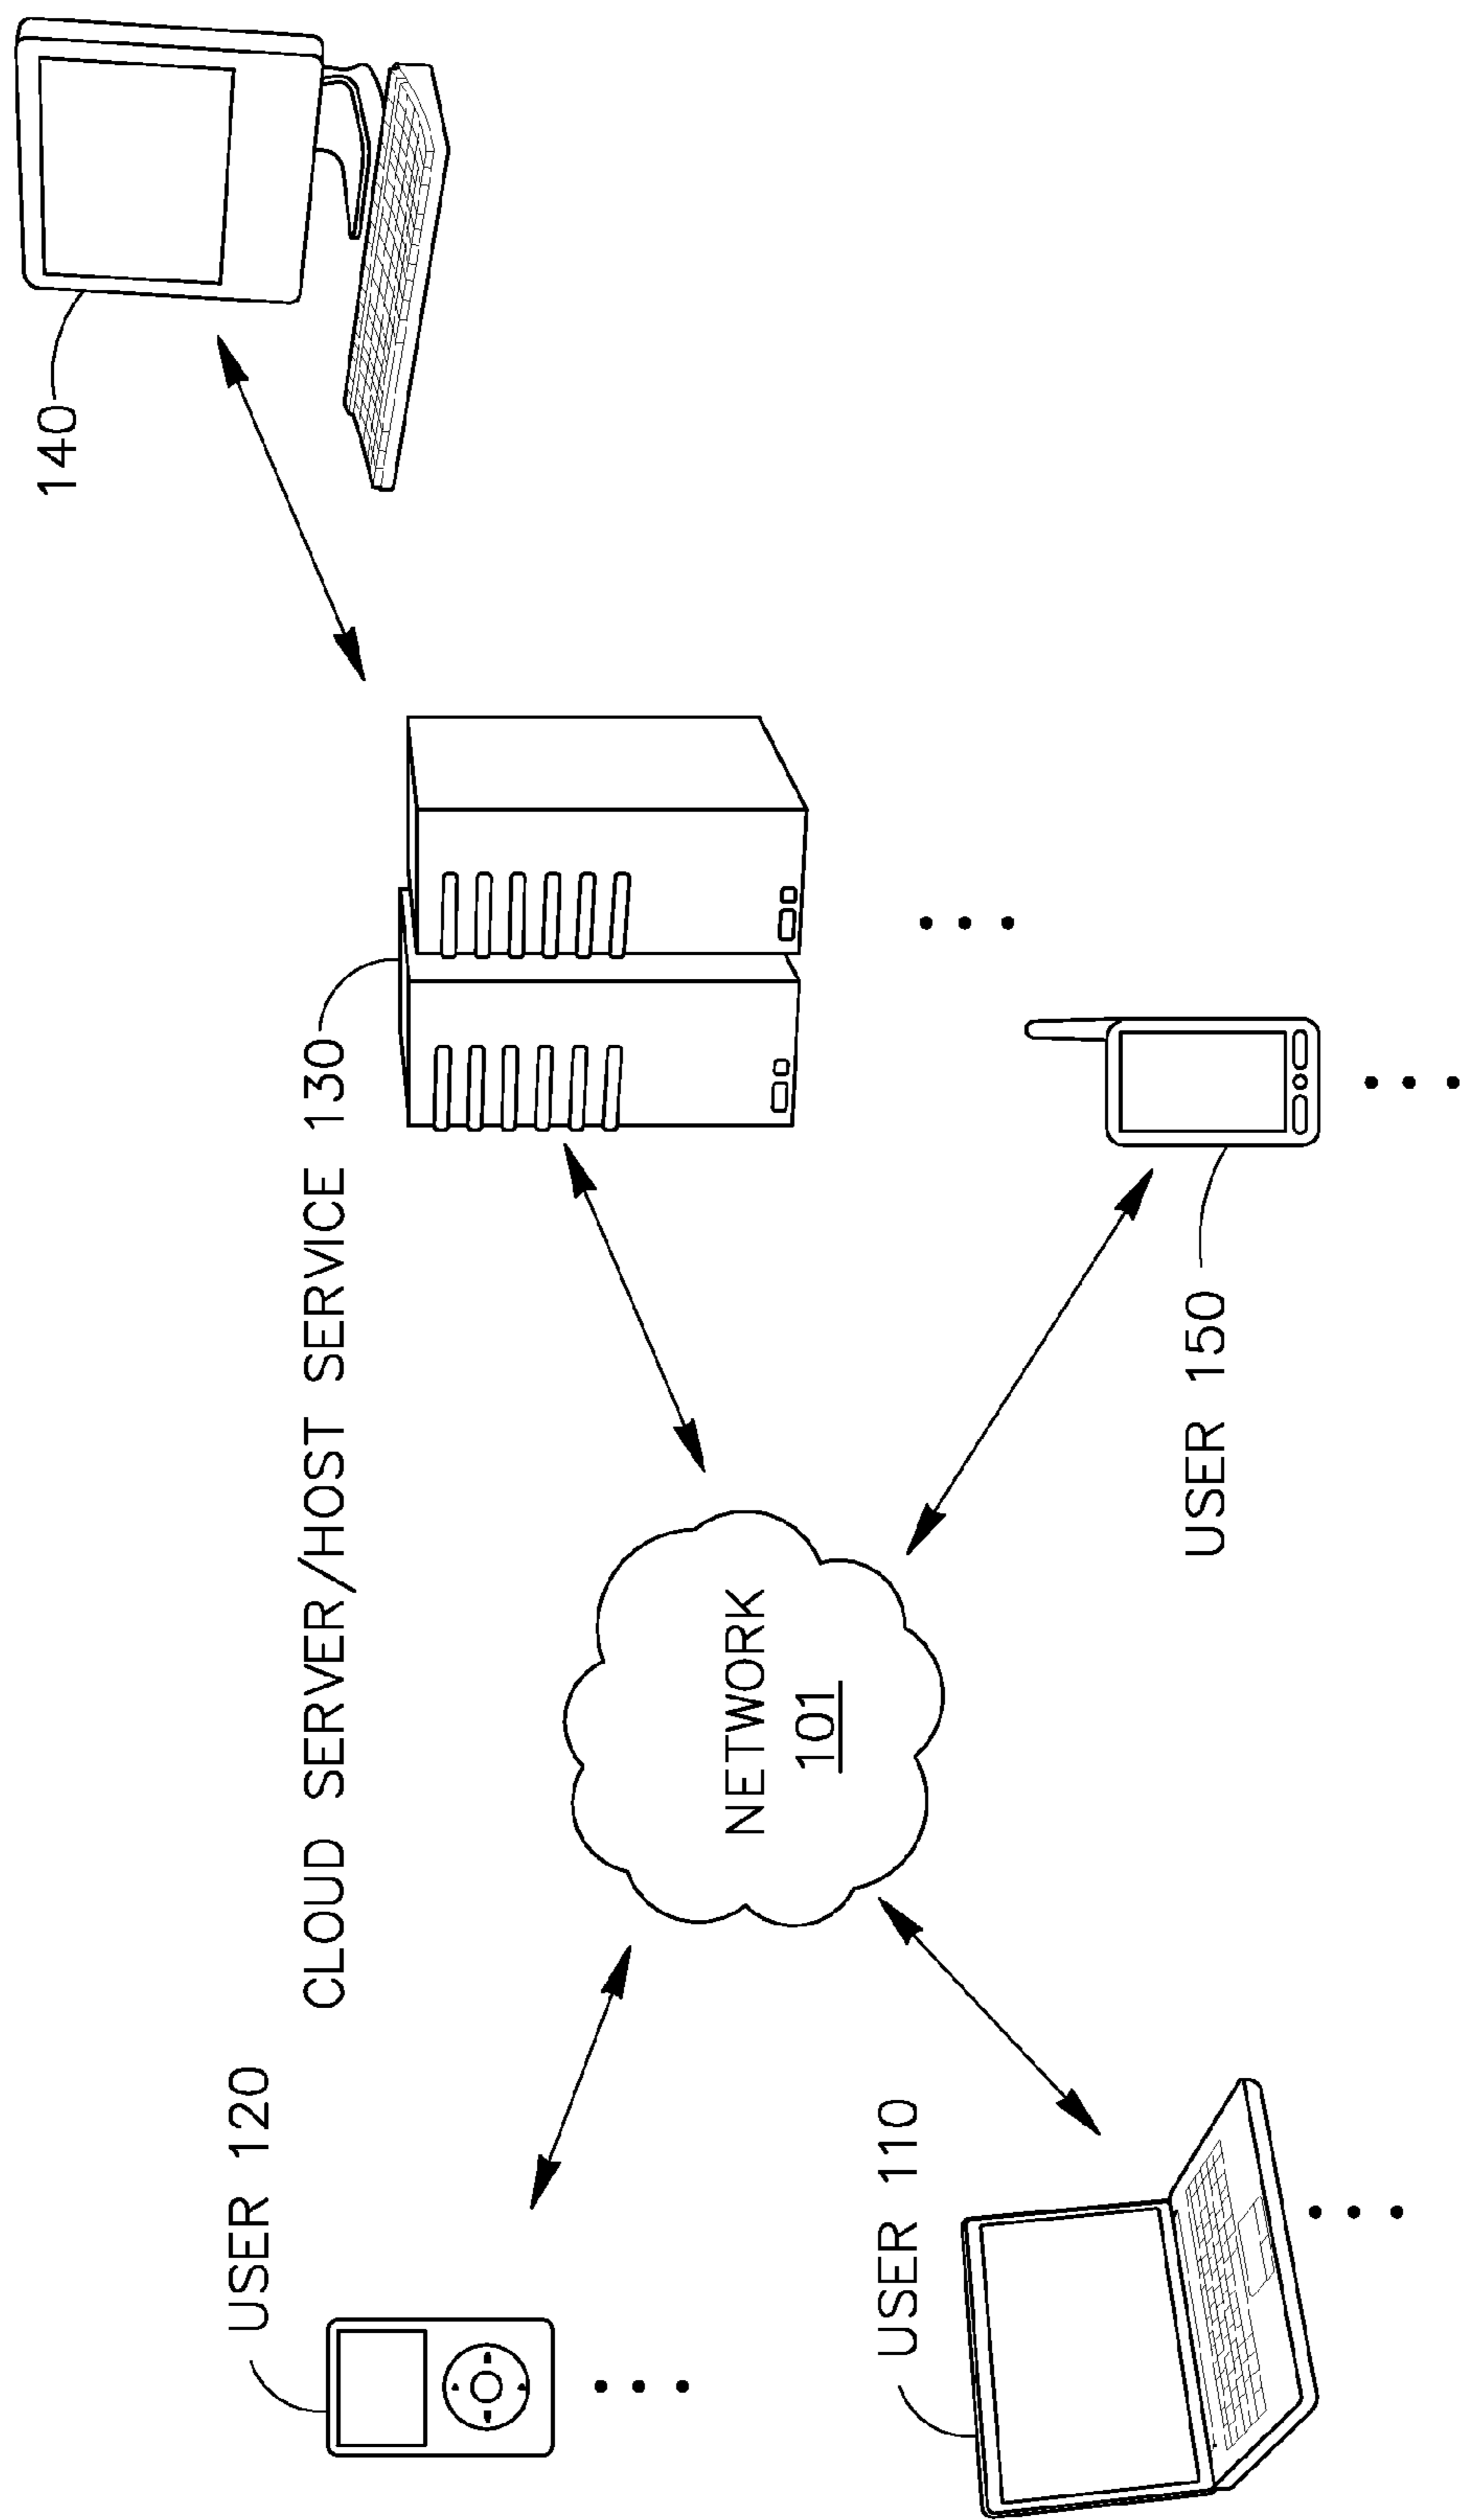 USER 120
CLOUD SERVER/HOST SERVICE 130
140
NETWORK
101
USER 110
USER 150